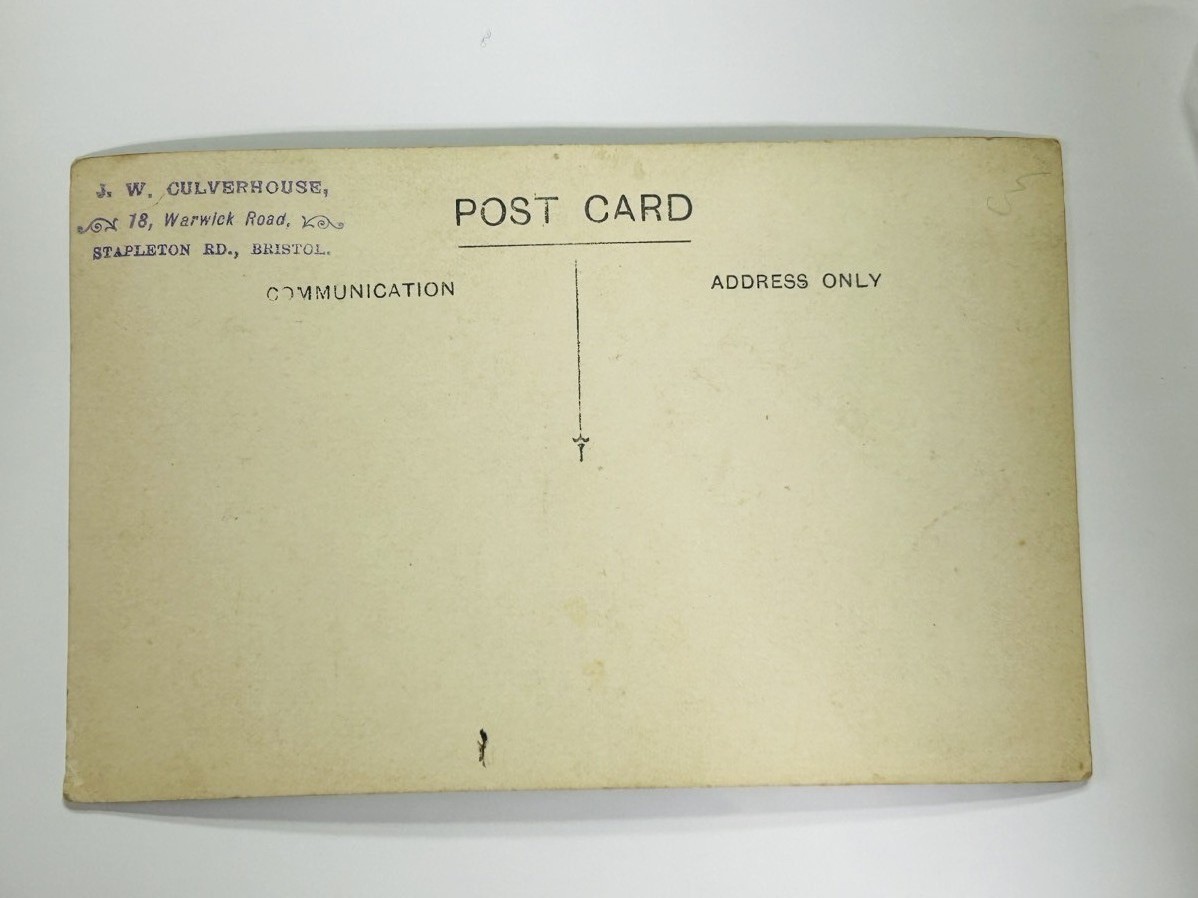 J. W. CULVERHOUSE,
18, Warwick Road,
STAPLETON RD., BRISTOL.
POST CARD
COMMUNICATION
ADDRESS ONLY